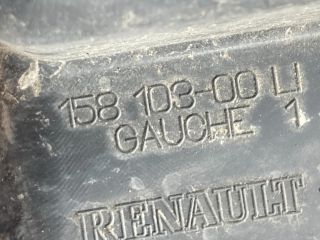 158 103-00 LI
GAUCHE 1
RENAULT